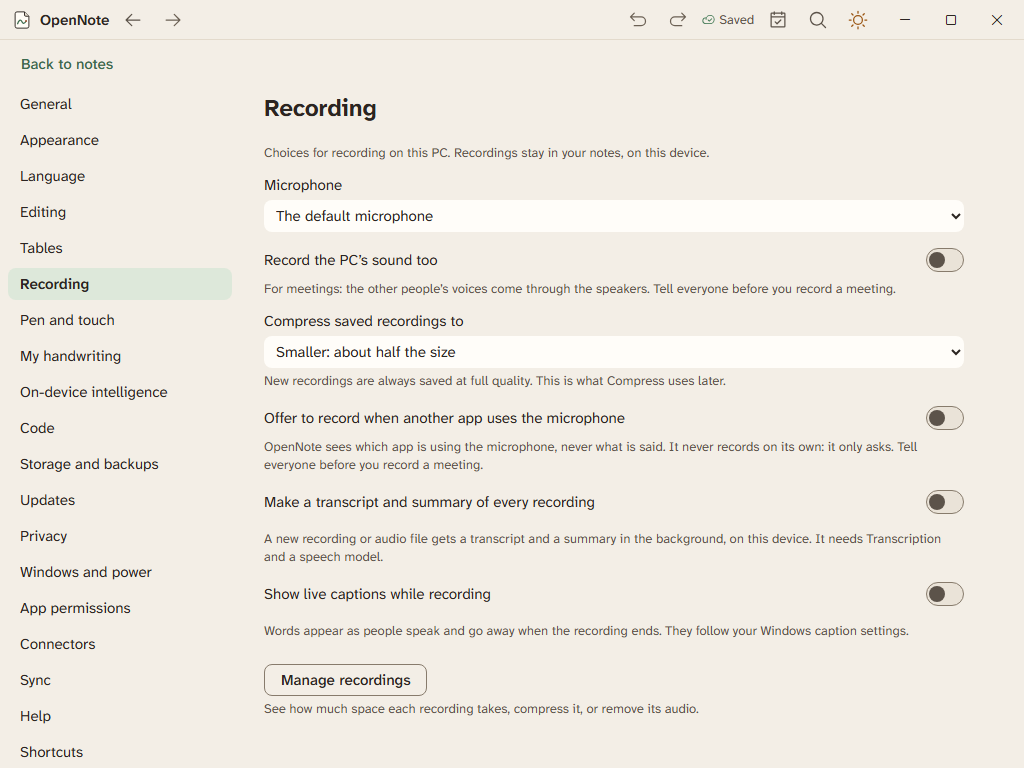 OpenNote
Saved
Back to notes
General
Appearance
Language
Editing
Tables
Recording
Pen and touch
My handwriting
On-device intelligence
Code
Storage and backups
Updates
Privacy
Windows and power
App permissions
Connectors
Sync
Help
Shortcuts
Recording
Choices for recording on this PC. Recordings stay in your notes, on this device.
Microphone
The default microphone
Record the PC’s sound too
For meetings: the other people’s voices come through the speakers. Tell everyone before you record a meeting.
Compress saved recordings to
Smaller: about half the size
New recordings are always saved at full quality. This is what Compress uses later.
Offer to record when another app uses the microphone
OpenNote sees which app is using the microphone, never what is said. It never records on its own: it only asks. Tell
everyone before you record a meeting.
Make a transcript and summary of every recording
A new recording or audio file gets a transcript and a summary in the background, on this device. It needs Transcription
and a speech model.
Show live captions while recording
Words appear as people speak and go away when the recording ends. They follow your Windows caption settings.
Manage recordings
See how much space each recording takes, compress it, or remove its audio.